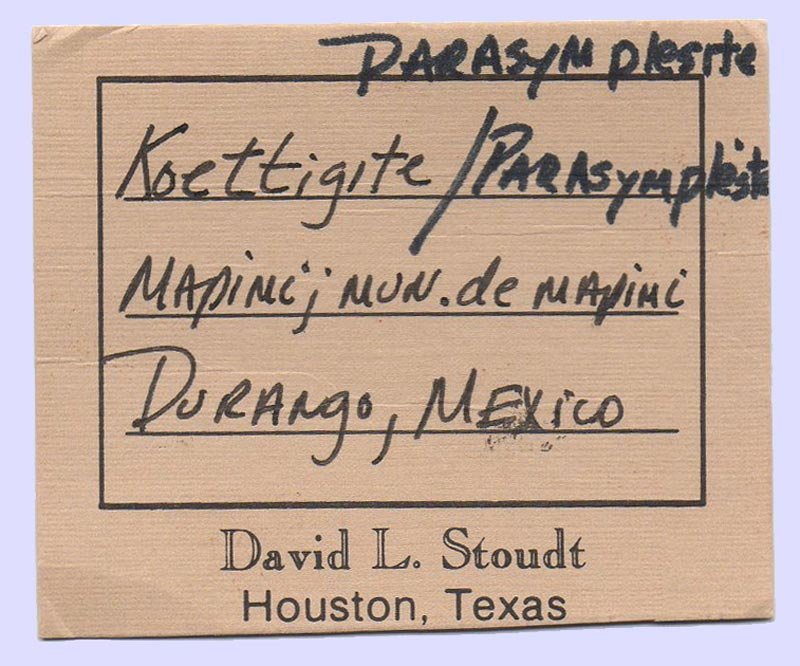 PARASYMplesite
Koettigite/PARASYMplesite
MAPIMI; MUN. de MAPIMI
DURANgo, MEXICO
David L. Stoudt
Houston, Texas